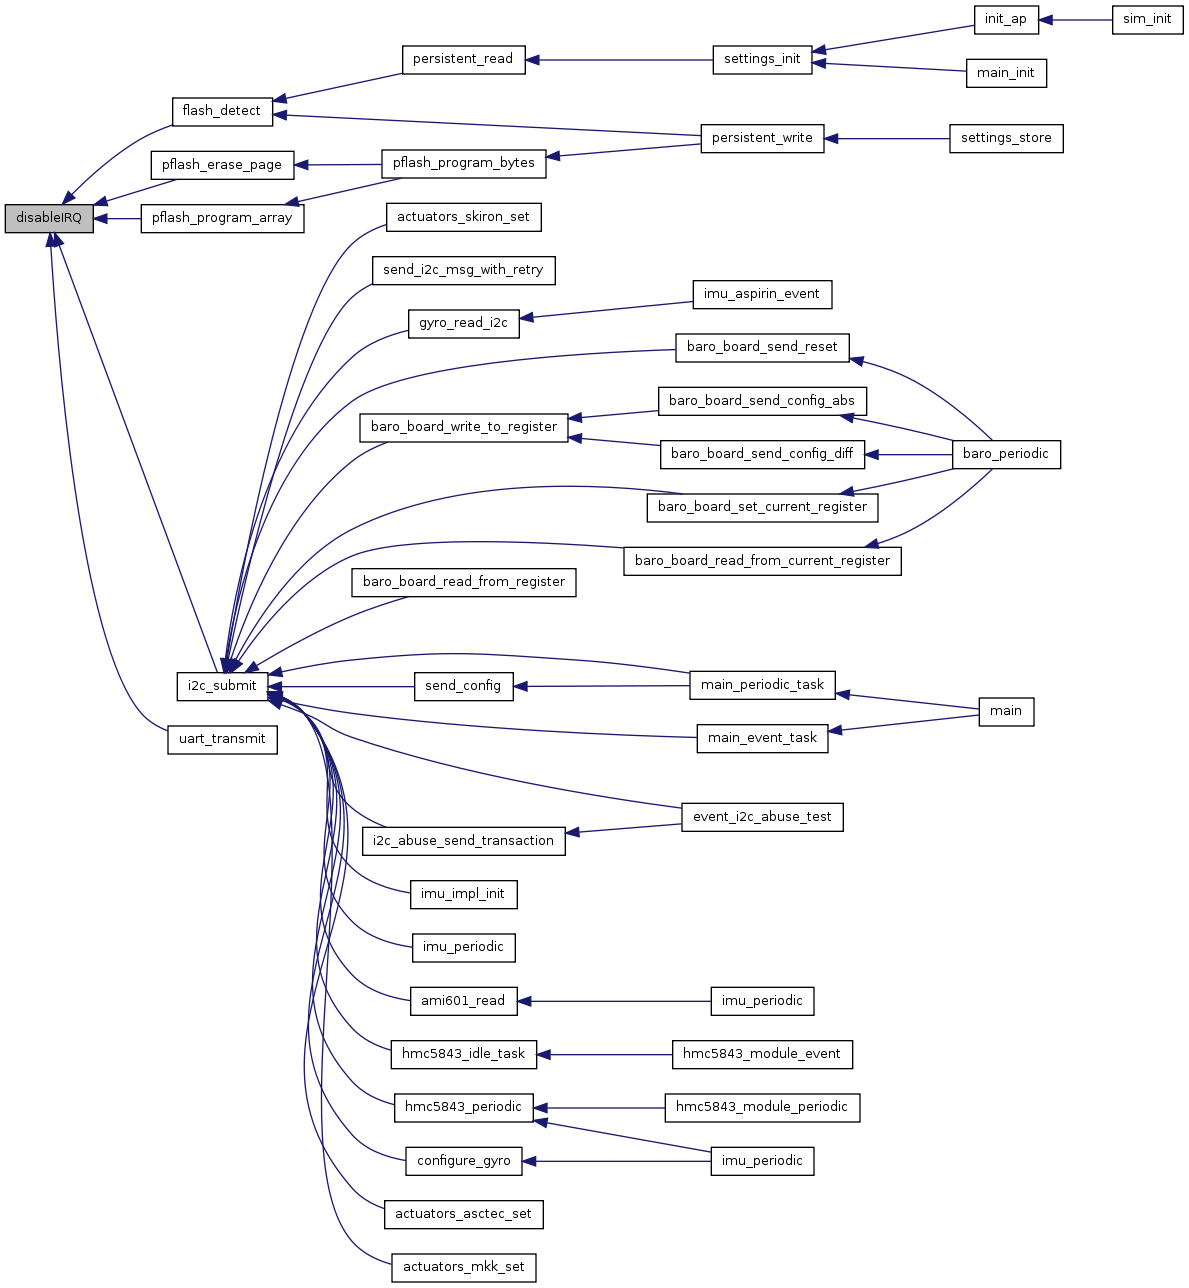 init_ap
sim_init
persistent_read
settings_init
main_init
flash_detect
persistent_write
settings_store
pflash_erase_page
pflash_program_bytes
disableIRQ
pflash_program_array
actuators_skiron_set
send_i2c_msg_with_retry
imu_aspirin_event
gyro_read_i2c
baro_board_send_reset
baro_board_send_config_abs
baro_board_write_to_register
baro_board_send_config_diff
baro_periodic
baro_board_set_current_register
baro_board_read_from_current_register
baro_board_read_from_register
i2c_submit
send_config
main_periodic_task
main
uart_transmit
main_event_task
event_i2c_abuse_test
i2c_abuse_send_transaction
imu_impl_init
imu_periodic
ami601_read
imu_periodic
hmc5843_idle_task
hmc5843_module_event
hmc5843_periodic
hmc5843_module_periodic
configure_gyro
imu_periodic
actuators_asctec_set
actuators_mkk_set